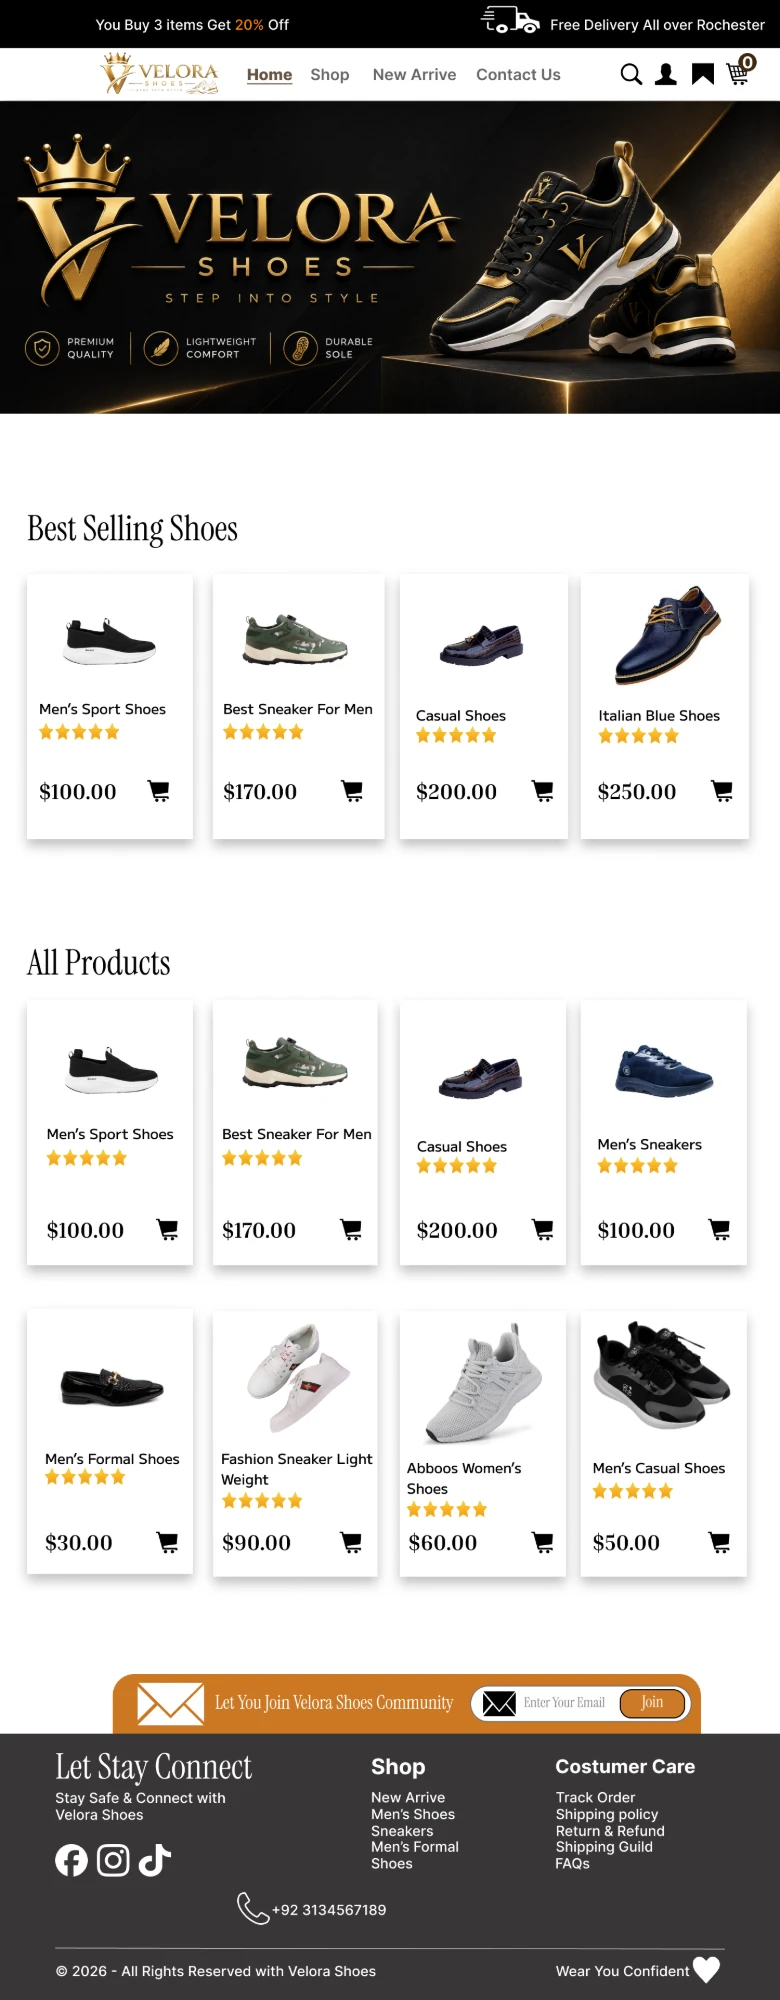 You Buy 3 items Get 20% Off
Free Delivery All over Rochester
VELORA
SHOES
Home
Shop
New Arrive
Contact Us
0
VELORA
SHOES
STEP INTO STYLE
PREMIUM
QUALITY
LIGHTWEIGHT
COMFORT
DURABLE
SOLE
Best Selling Shoes
Men's Sport Shoes
Best Sneaker For Men
Casual Shoes
Italian Blue Shoes
$100.00
$170.00
$200.00
$250.00
All Products
Men's Sport Shoes
Best Sneaker For Men
Casual Shoes
Men's Sneakers
$100.00
$170.00
$200.00
$100.00
Men's Formal Shoes
Fashion Sneaker Light
Weight
Abboos Women's
Shoes
Men's Casual Shoes
$30.00
$90.00
$60.00
$50.00
Let You Join Velora Shoes Community
Enter Your Email
Join
Let Stay Connect
Stay Safe & Connect with
Velora Shoes
Shop
New Arrive
Men's Shoes
Sneakers
Men's Formal
Shoes
Costumer Care
Track Order
Shipping policy
Return & Refund
Shipping Guild
FAQs
+92 3134567189
© 2026 - All Rights Reserved with Velora Shoes
Wear You Confident